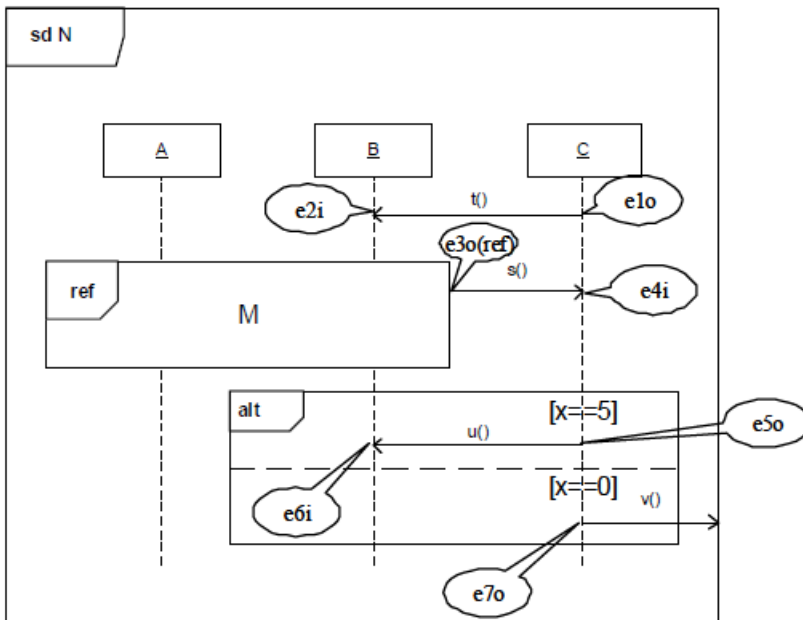 sd N
A
B
C
t()
e2i
e1o
e3o(ref)
s()
ref
M
e4i
alt
[x==5]
u()
e5o
[x==0]
v()
e6i
e7o